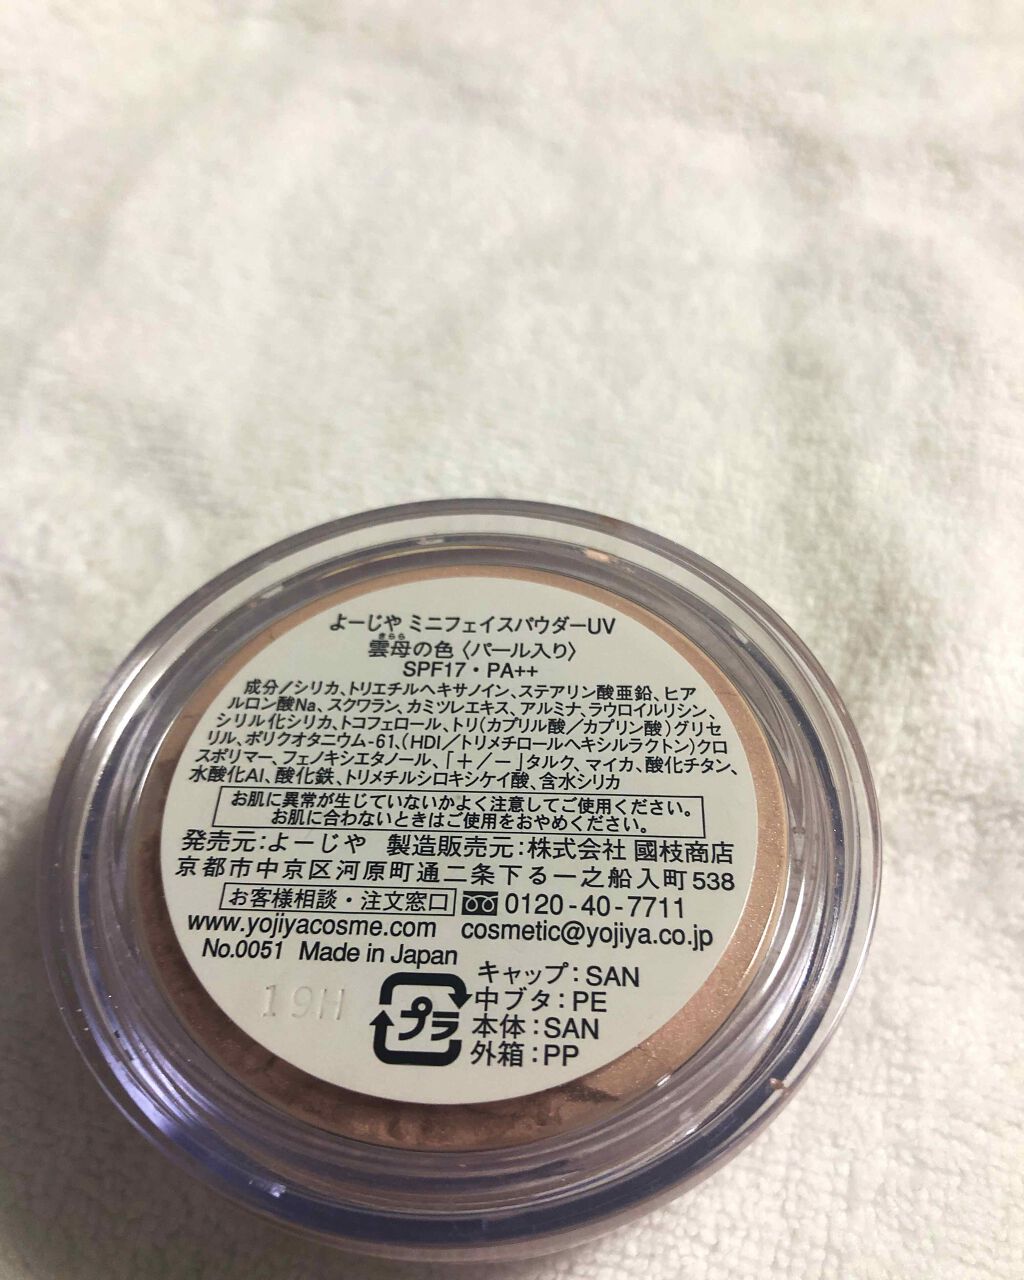 よーじや ミニフェイスパウダーUV
きらら
雲母の色〈パール入り〉
SPF17・PA++
成分/シリカ、トリエチルヘキサノイン、ステアリン酸亜鉛、ヒア
ルロン酸Na、スクワラン、カミツレエキス、アルミナ、ラウロイルリシン、
シリル化シリカ、トコフェロール、トリ(カプリル酸/カプリン酸)グリセ
リル、ポリクオタニウム-61、(HDI/トリメチロールヘキシルラクトン)クロ
スポリマー、フェノキシエタノール、「+/-」タルク、マイカ、酸化チタン、
水酸化Al、酸化鉄、トリメチルシロキシケイ酸、含水シリカ
お肌に異常が生じていないかよく注意してご使用ください。
お肌に合わないときはご使用をおやめください。
発売元:よーじや 製造販売元:株式会社 國枝商店
京都市中京区河原町通二条下る一之船入町538
お客様相談・注文窓口 0120-40-7711
www.yojiyacosme.com cosmetic@yojiya.co.jp
No.0051 Made in Japan
19H
プラ
キャップ:SAN
中ブタ:PE
本体:SAN
外箱:PP